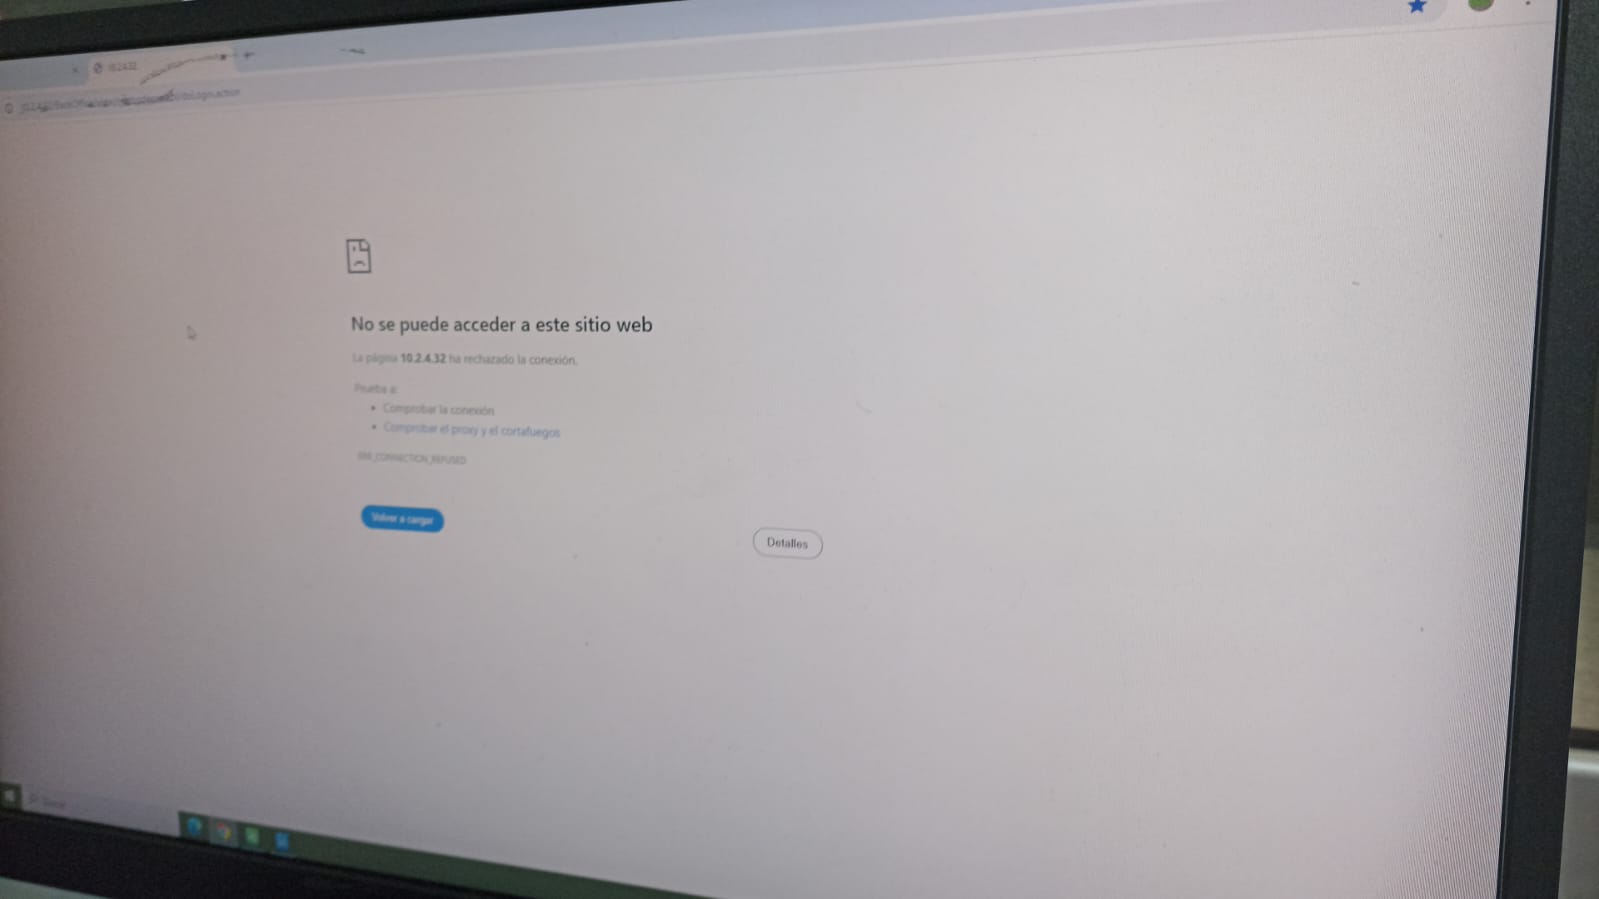 10.2.4.32
No se puede acceder a este sitio web
La página 10.2.4.32 ha rechazado la conexión.
Prueba a:
• Comprobar la conexión
• Comprobar el proxy y el cortafuegos
ERR_CONNECTION_REFUSED
Volver a cargar
Detalles